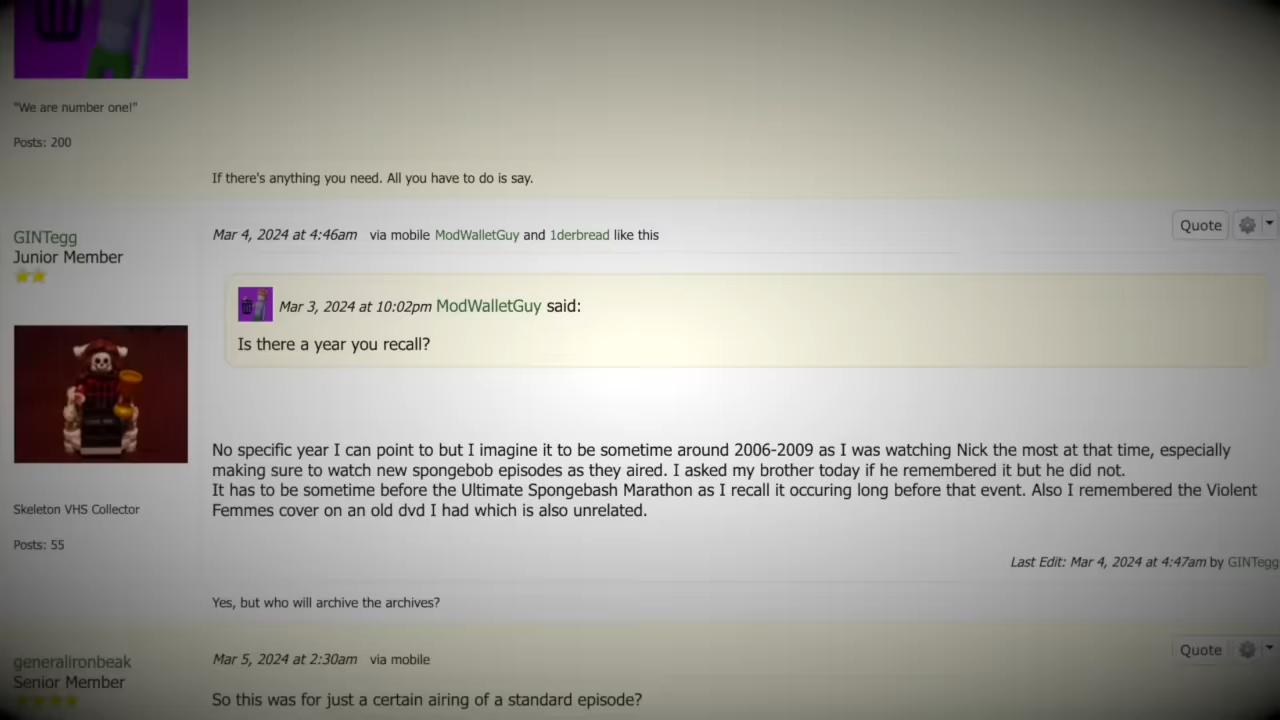 "We are number one!"
Posts: 200
If there's anything you need. All you have to do is say.
GINTegg
Junior Member
Mar 4, 2024 at 4:46am via mobile ModWalletGuy and 1derbread like this
Quote
Mar 3, 2024 at 10:02pm ModWalletGuy said:
Is there a year you recall?
No specific year I can point to but I imagine it to be sometime around 2006-2009 as I was watching Nick the most at that time, especially
making sure to watch new spongebob episodes as they aired. I asked my brother today if he remembered it but he did not.
It has to be sometime before the Ultimate Spongebash Marathon as I recall it occuring long before that event. Also I remembered the Violent
Femmes cover on an old dvd I had which is also unrelated.
Skeleton VHS Collector
Posts: 55
Last Edit: Mar 4, 2024 at 4:47am by GINTegg
Yes, but who will archive the archives?
generalironbeak
Senior Member
Mar 5, 2024 at 2:30am via mobile
Quote
So this was for just a certain airing of a standard episode?